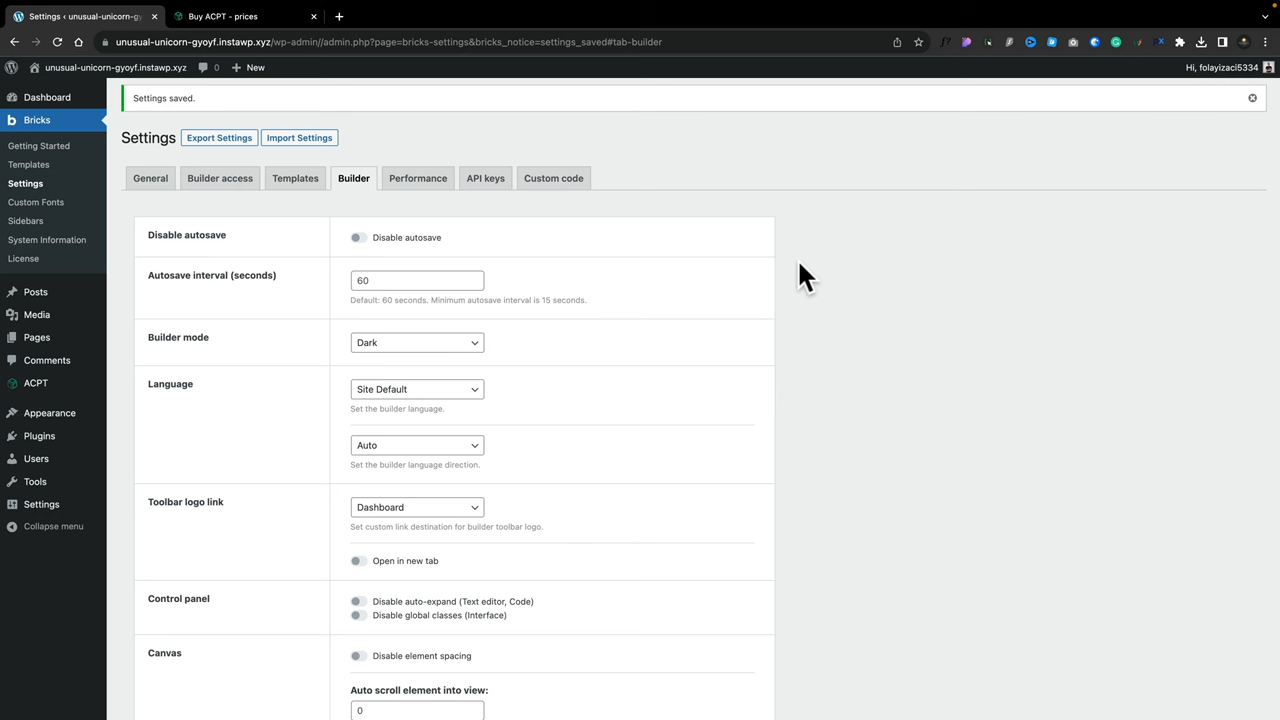 Settings < unusual-unicorn-gy
Buy ACPT - prices
unusual-unicorn-gyoyf.instawp.xyz/wp-admin//admin.php?page=bricks-settings&bricks_notice=settings_saved#tab-builder
unusual-unicorn-gyoyf.instawp.xyz
0
New
Hi, folayizaci5334
Dashboard
Bricks
Getting Started
Templates
Settings
Custom Fonts
Sidebars
System Information
License
Posts
Media
Pages
Comments
ACPT
Appearance
Plugins
Users
Tools
Settings
Collapse menu
Settings saved.
Settings
Export Settings
Import Settings
General
Builder access
Templates
Builder
Performance
API keys
Custom code
Disable autosave
Disable autosave
Autosave interval (seconds)
60
Default: 60 seconds. Minimum autosave interval is 15 seconds.
Builder mode
Dark
Language
Site Default
Set the builder language.
Auto
Set the builder language direction.
Toolbar logo link
Dashboard
Set custom link destination for builder toolbar logo.
Open in new tab
Control panel
Disable auto-expand (Text editor, Code)
Disable global classes (Interface)
Canvas
Disable element spacing
Auto scroll element into view:
0